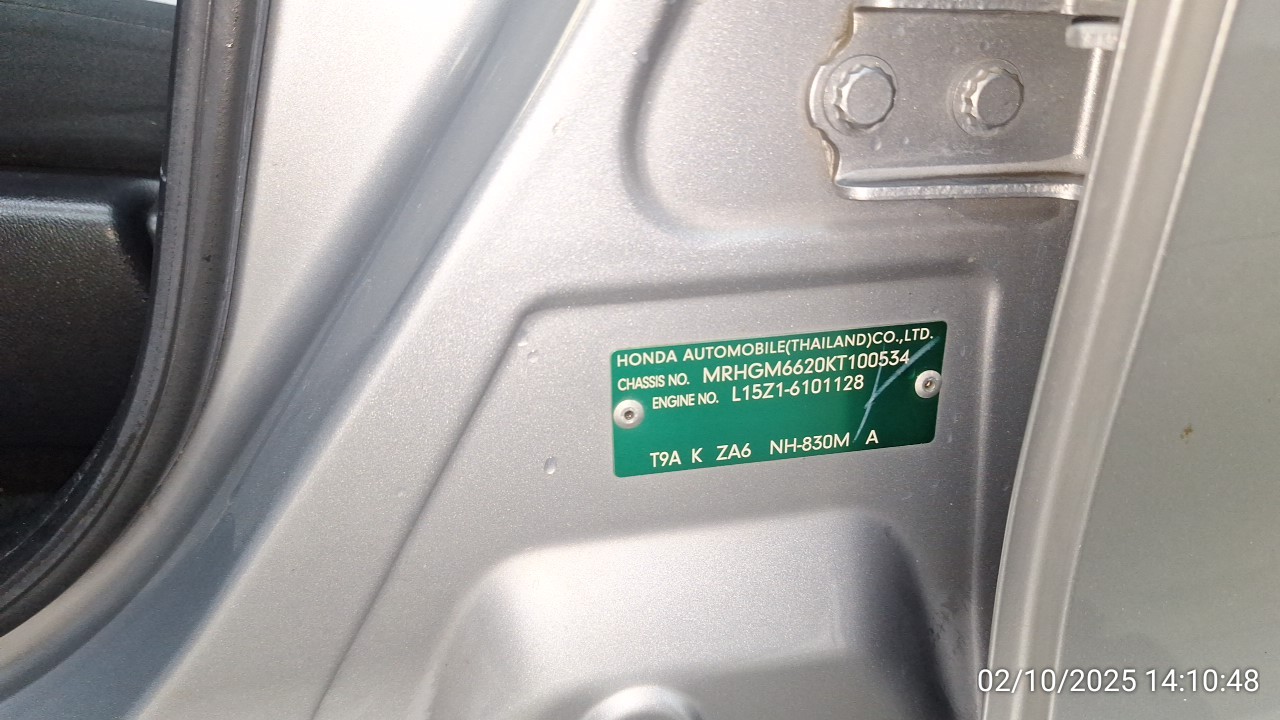 HONDA AUTOMOBILE(THAILAND)CO.,LTD.
CHASSIS NO. MRHGM6620KT100534
ENGINE NO. L15Z1-6101128
T9A K ZA6 NH-830M A
02/10/2025 14:10:48